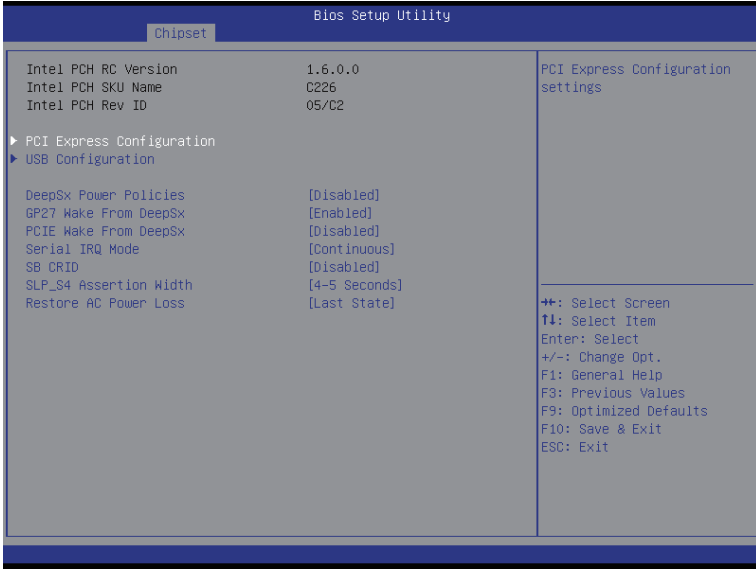 Bios Setup Utility
Chipset
Intel PCH RC Version 1.6.0.0
Intel PCH SKU Name C226
Intel PCH Rev ID 05/C2
PCI Express Configuration
USB Configuration
DeepSx Power Policies [Disabled]
GP27 Wake From DeepSx [Enabled]
PCIE Wake From DeepSx [Disabled]
Serial IRQ Mode [Continuous]
SB CRID [Disabled]
SLP_S4 Assertion Width [4-5 Seconds]
Restore AC Power Loss [Last State]
PCI Express Configuration
settings
→←: Select Screen
↑↓: Select Item
Enter: Select
+/-: Change Opt.
F1: General Help
F3: Previous Values
F9: Optimized Defaults
F10: Save & Exit
ESC: Exit